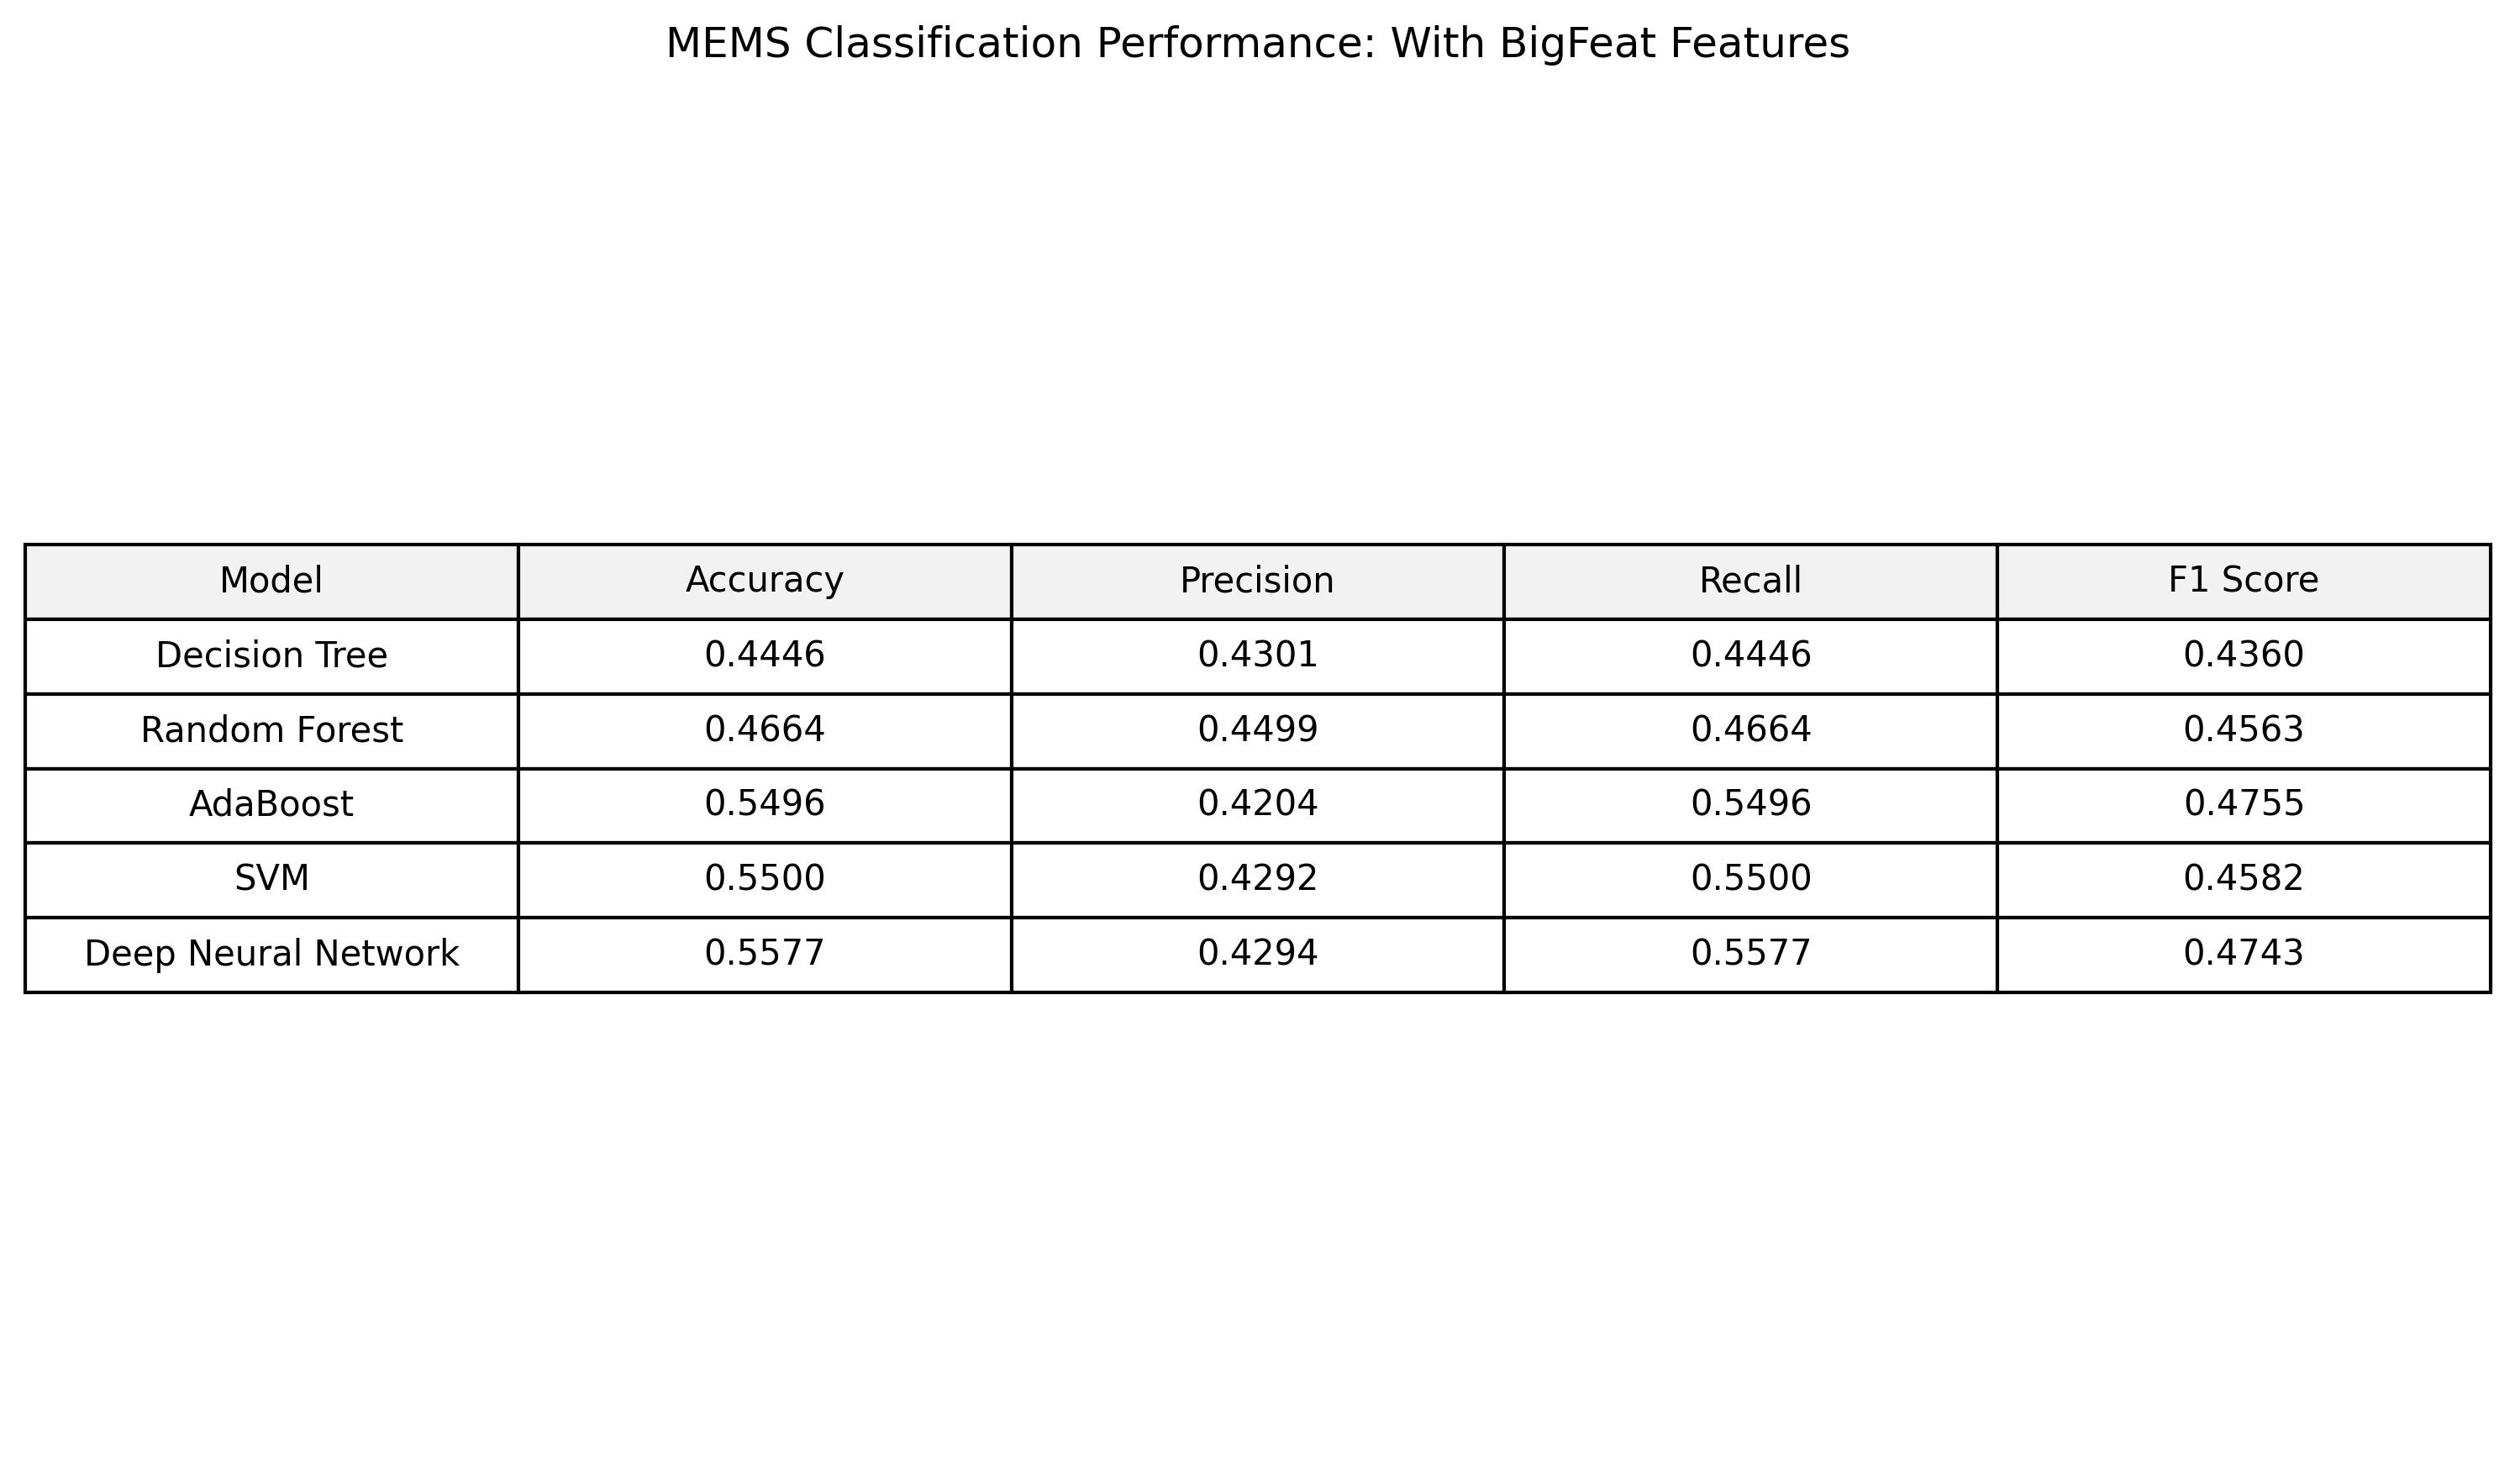 MEMS Classification Performance: With BigFeat Features
Model Accuracy Precision Recall F1 Score
Decision Tree 0.4446 0.4301 0.4446 0.4360
Random Forest 0.4664 0.4499 0.4664 0.4563
AdaBoost 0.5496 0.4204 0.5496 0.4755
SVM 0.5500 0.4292 0.5500 0.4582
Deep Neural Network 0.5577 0.4294 0.5577 0.4743